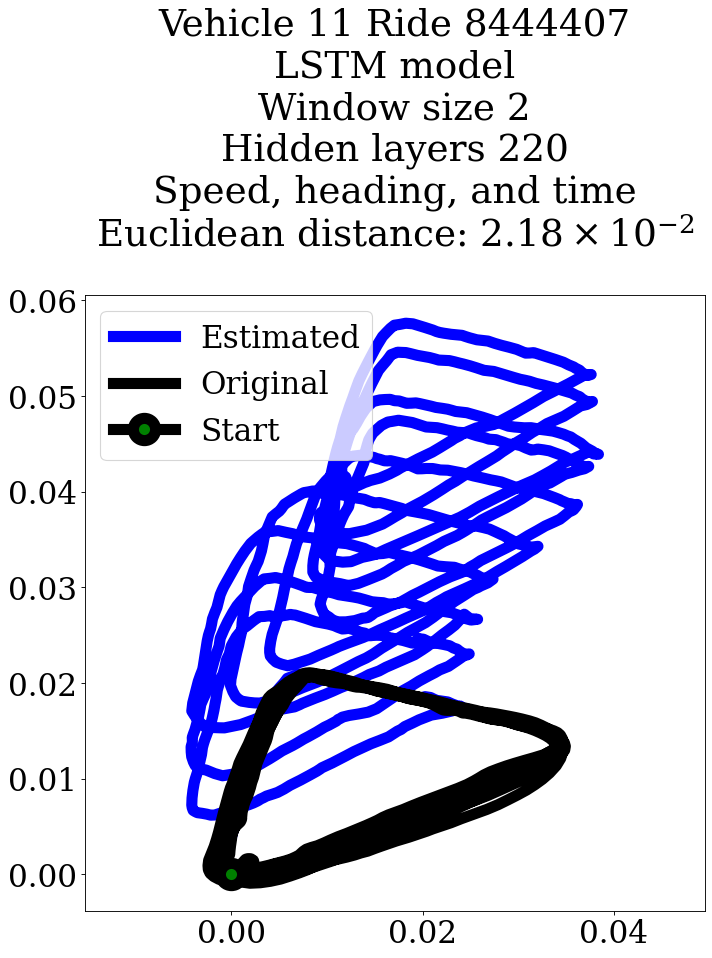 Vehicle 11 Ride 8444407
LSTM model
Window size 2
Hidden layers 220
Speed, heading, and time
Euclidean distance: 2.18 × 10⁻²
Estimated
Original
Start
0.06
0.05
0.04
0.03
0.02
0.01
0.00
0.00 0.02 0.04